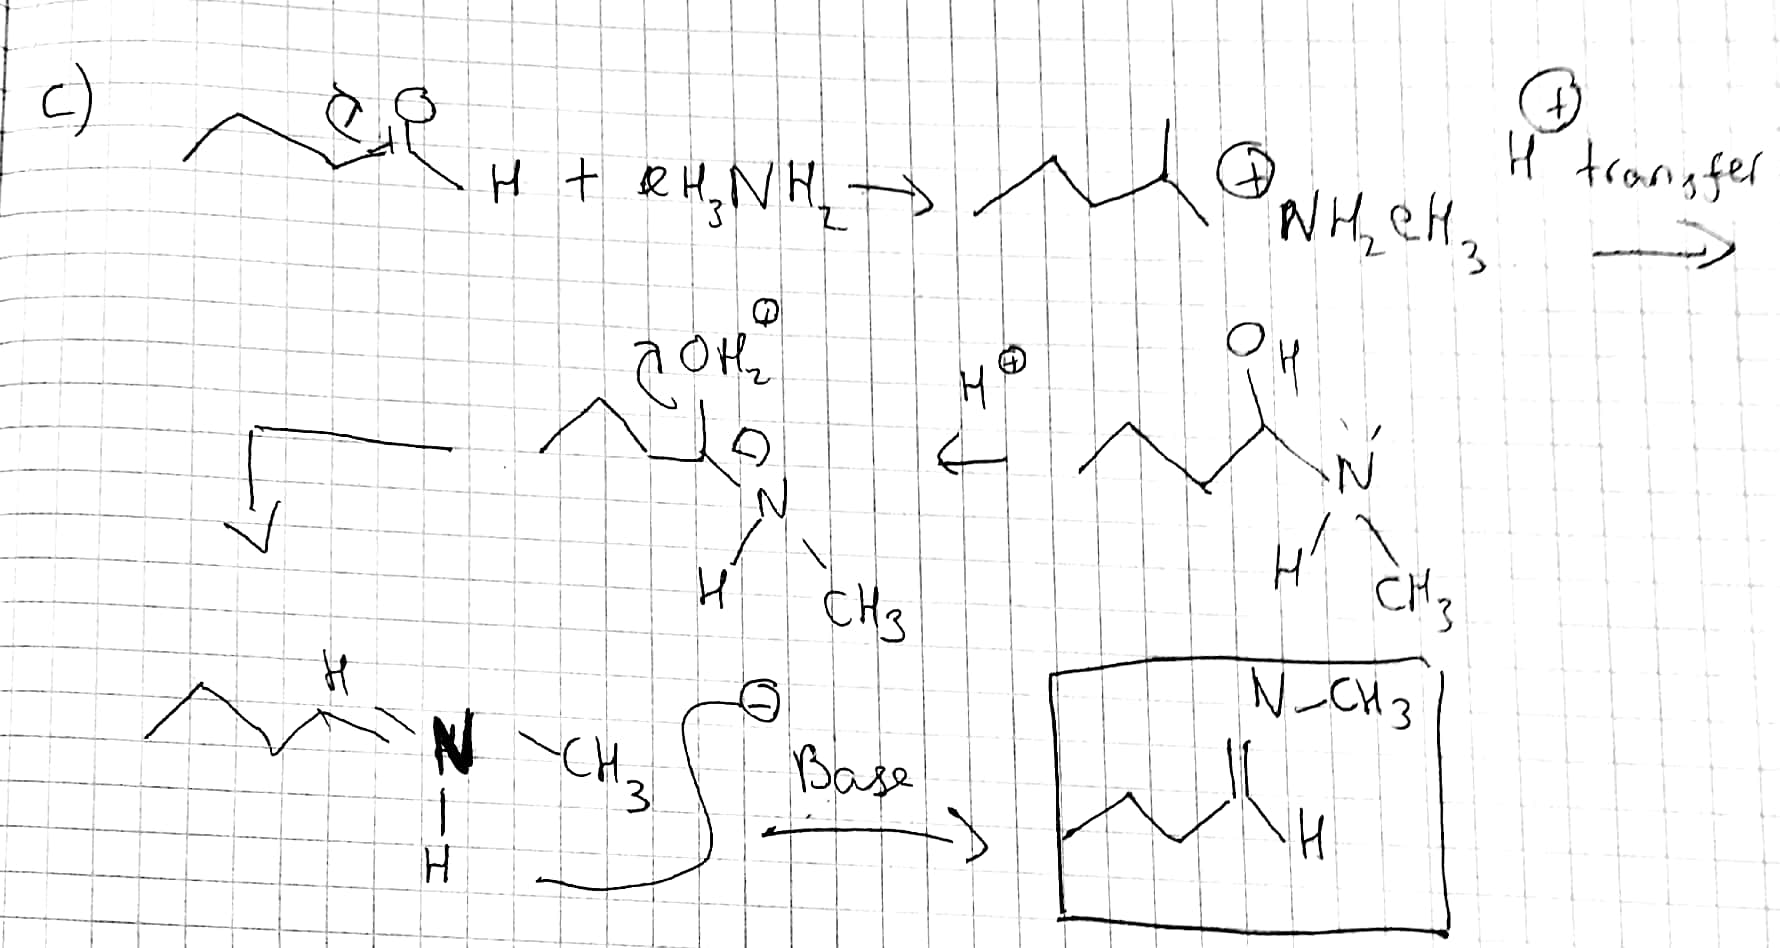 c) O H + CH₃NH₂ → ⊕ NH₂CH₃ H⊕ transfer →
OH₂⊕ N H CH₃ H⊕ ← OH N̈ H CH₃
H N CH₃ H ⊖ Base → N-CH₃ H